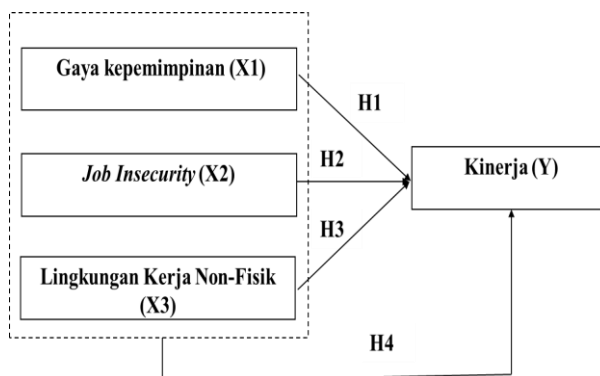 Gaya kepemimpinan (X1)
H1
Job Insecurity (X2)
H2
Kinerja (Y)
H3
Lingkungan Kerja Non-Fisik
(X3)
H4